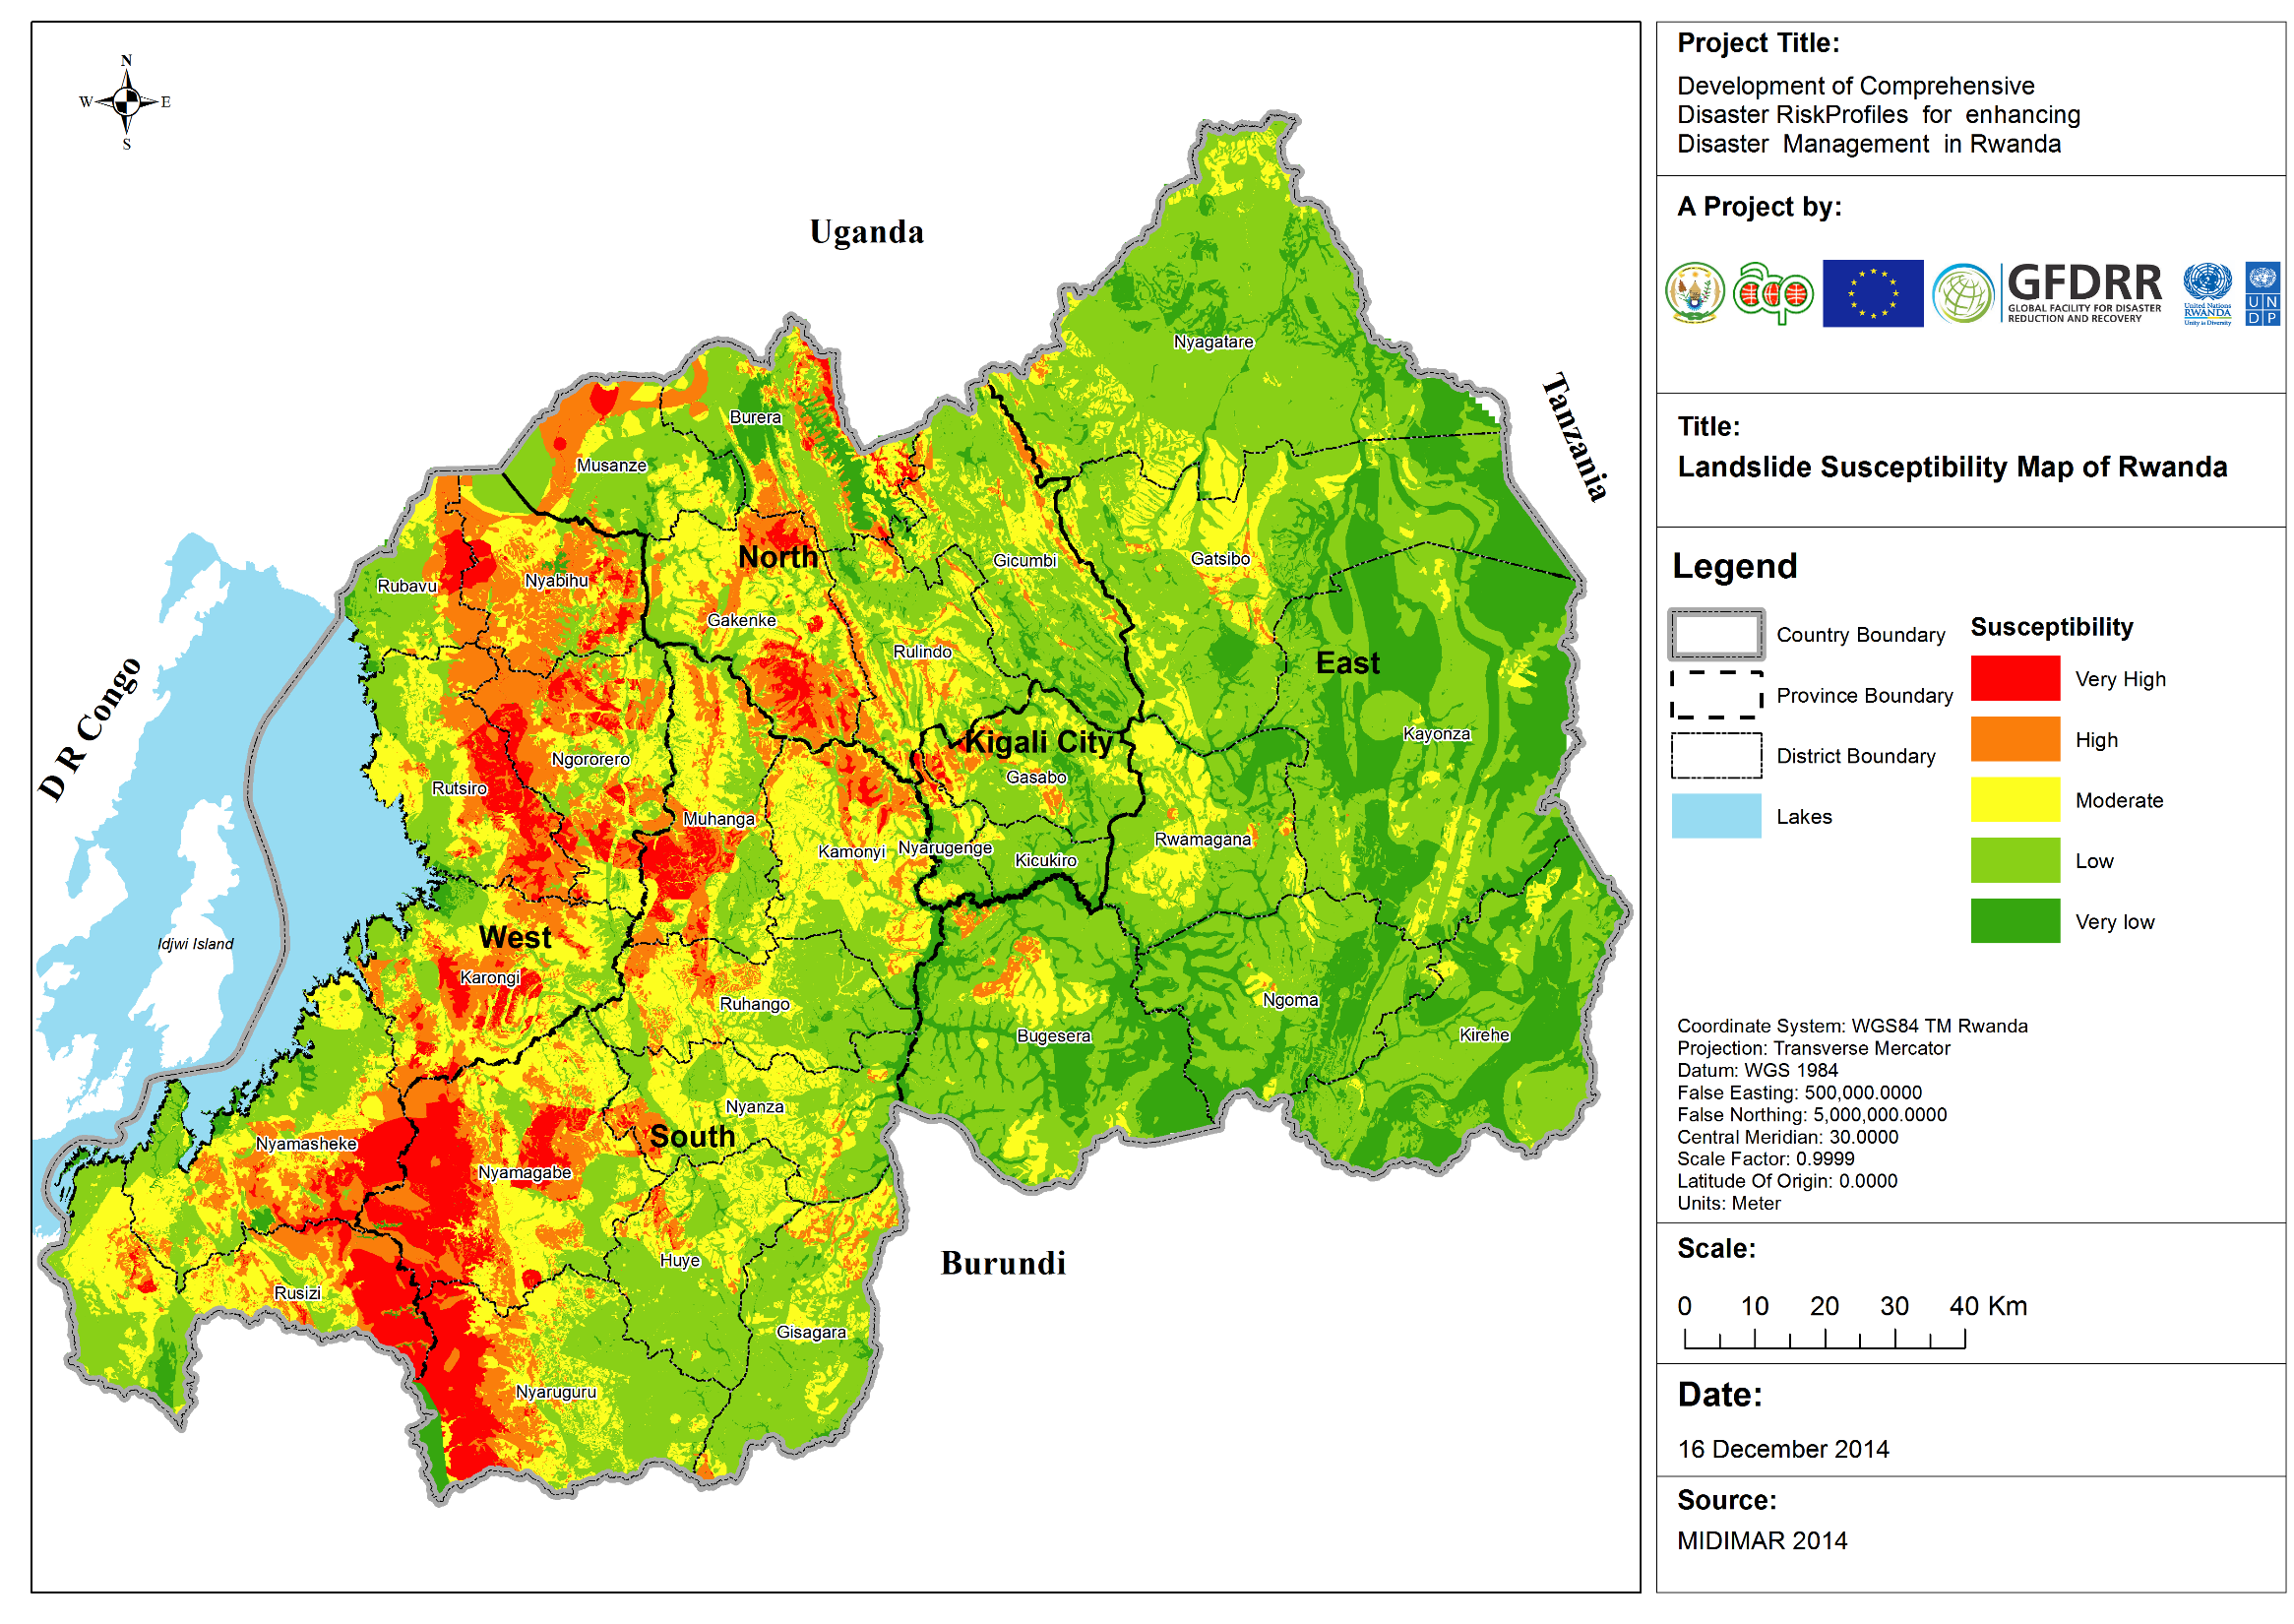 N
W
E
S
Uganda
Tanzania
D R Congo
Burundi
Idjwi Island
Nyagatare
Burera
Musanze
Rubavu
Nyabihu
North
Gicumbi
Gatsibo
Gakenke
Rulindo
East
Kayonza
Kigali City
Gasabo
Ngororero
Rutsiro
Muhanga
Kamonyi
Nyarugenge
Kicukiro
Rwamagana
West
Karongi
Ruhango
Ngoma
Bugesera
Kirehe
Nyanza
South
Nyamasheke
Nyamagabe
Huye
Rusizi
Gisagara
Nyaruguru
Project Title:
Development of Comprehensive
Disaster RiskProfiles for enhancing
Disaster Management in Rwanda
A Project by:
acp
GFDRR
GLOBAL FACILITY FOR DISASTER
REDUCTION AND RECOVERY
United Nations
RWANDA
Unity in Diversity
U N
D P
Title:
Landslide Susceptibility Map of Rwanda
Legend
Country Boundary
Province Boundary
District Boundary
Lakes
Susceptibility
Very High
High
Moderate
Low
Very low
Coordinate System: WGS84 TM Rwanda
Projection: Transverse Mercator
Datum: WGS 1984
False Easting: 500,000.0000
False Northing: 5,000,000.0000
Central Meridian: 30.0000
Scale Factor: 0.9999
Latitude Of Origin: 0.0000
Units: Meter
Scale:
0 10 20 30 40 Km
Date:
16 December 2014
Source:
MIDIMAR 2014